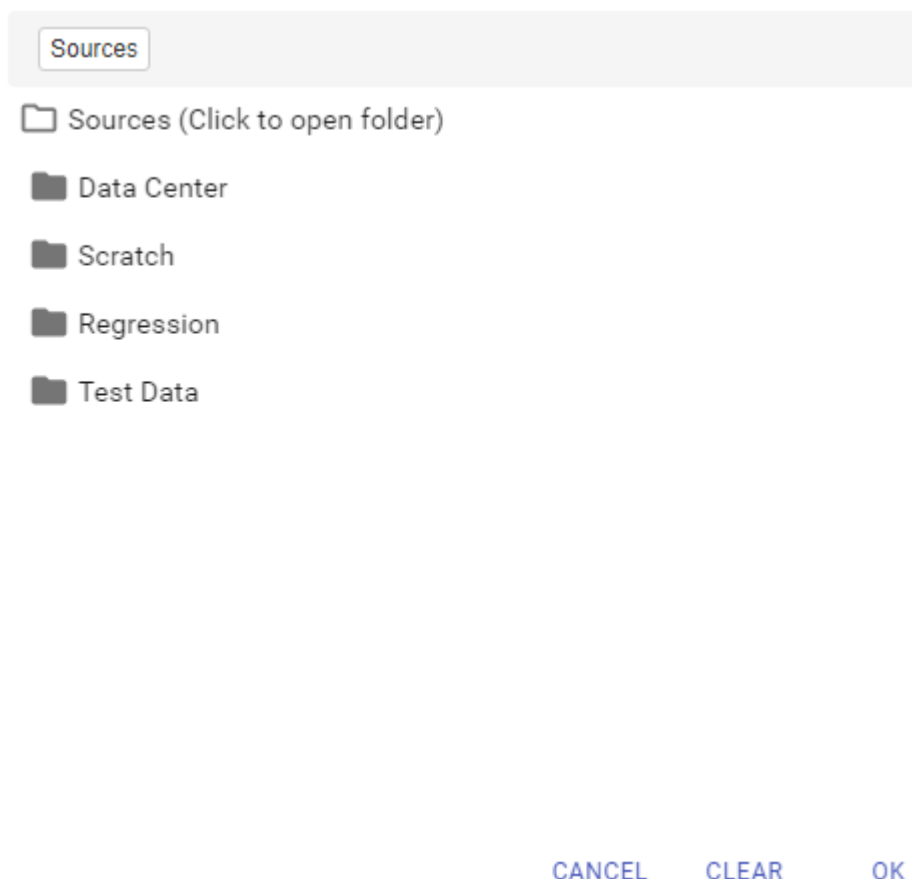 Sources
Sources (Click to open folder)
Data Center
Scratch
Regression
Test Data
CANCEL CLEAR OK